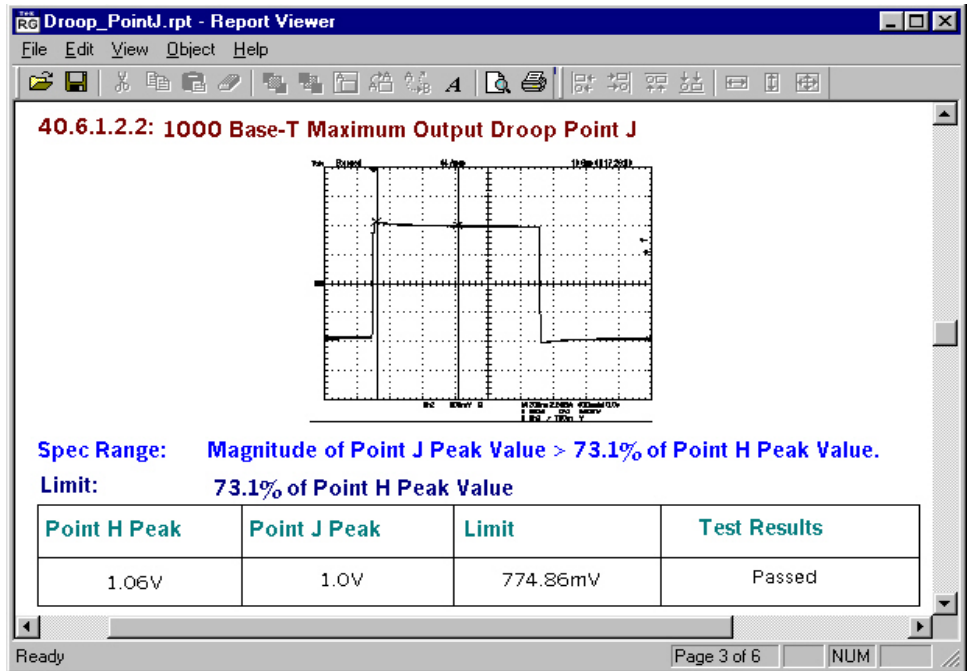 Droop_PointJ.rpt - Report Viewer
File Edit View Object Help
40.6.1.2.2: 1000 Base-T Maximum Output Droop Point J
Spec Range: Magnitude of Point J Peak Value > 73.1% of Point H Peak Value.
Limit: 73.1% of Point H Peak Value
Point H Peak Point J Peak Limit Test Results
1.06V 1.0V 774.86mV Passed
Ready Page 3 of 6 NUM